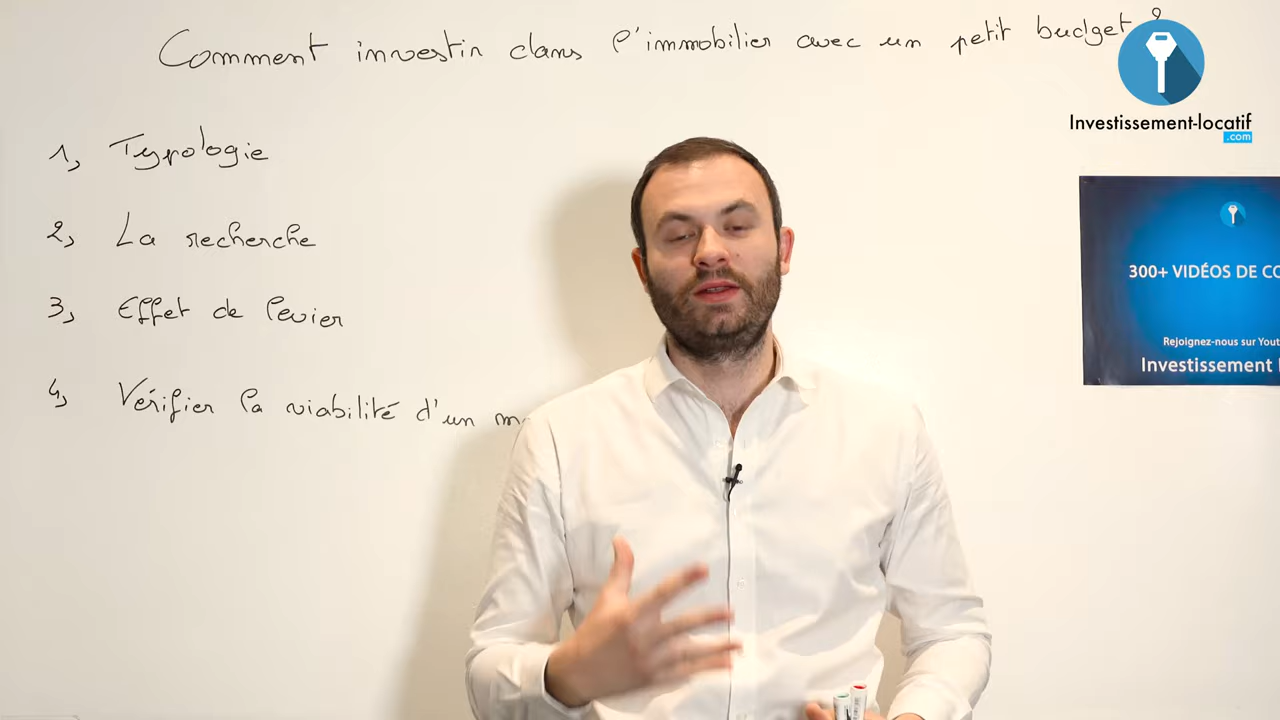 Comment investir dans l'immobilier avec un petit budget ?
Investissement-locatif
.com
1, Typologie
2, La recherche
3, Effet de levier
4, Vérifier la viabilité d'un
300+ VIDÉOS DE CO
Rejoignez-nous sur Yout
Investissement